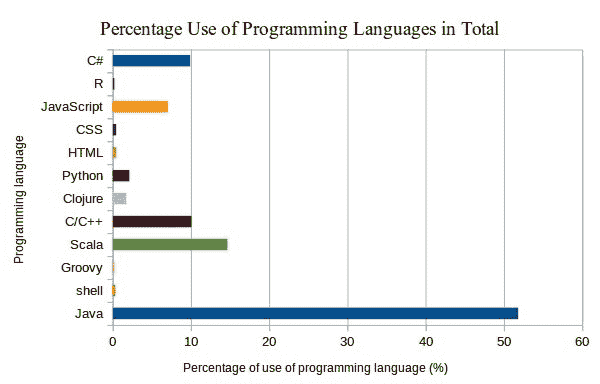 Percentage Use of Programming Languages in Total
Programming language
C#
R
JavaScript
CSS
HTML
Python
Clojure
C/C++
Scala
Groovy
shell
Java
0 10 20 30 40 50 60
Percentage of use of programming language (%)